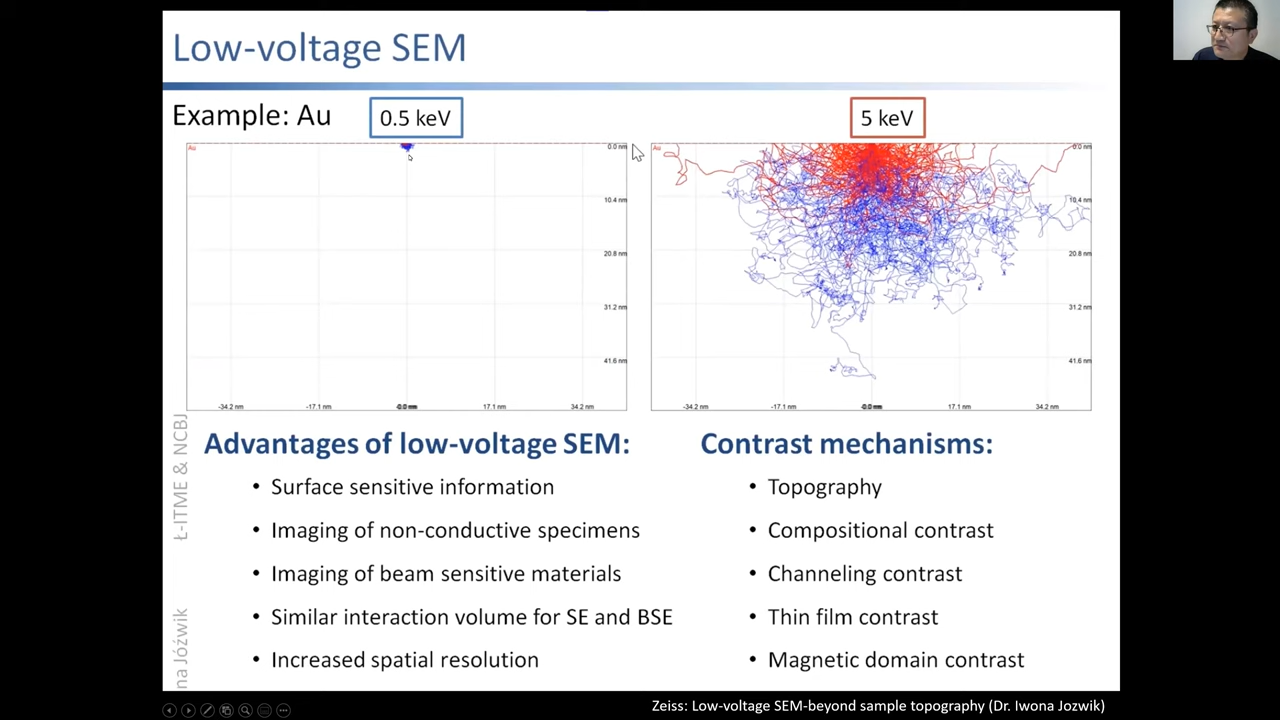 Low-voltage SEM
Example: Au
0.5 keV
5 keV
Au
0.0 nm
10.4 nm
20.8 nm
31.2 nm
41.6 nm
-34.2 nm
-17.1 nm
-0.0 nm
17.1 nm
34.2 nm
Au
0.0 nm
10.4 nm
20.8 nm
31.2 nm
41.6 nm
-34.2 nm
-17.1 nm
-0.0 nm
17.1 nm
34.2 nm
Advantages of low-voltage SEM:
• Surface sensitive information
• Imaging of non-conductive specimens
• Imaging of beam sensitive materials
• Similar interaction volume for SE and BSE
• Increased spatial resolution
Contrast mechanisms:
• Topography
• Compositional contrast
• Channeling contrast
• Thin film contrast
• Magnetic domain contrast
na Jóźwik Ł-ITME & NCBJ
Zeiss: Low-voltage SEM-beyond sample topography (Dr. Iwona Jozwik)